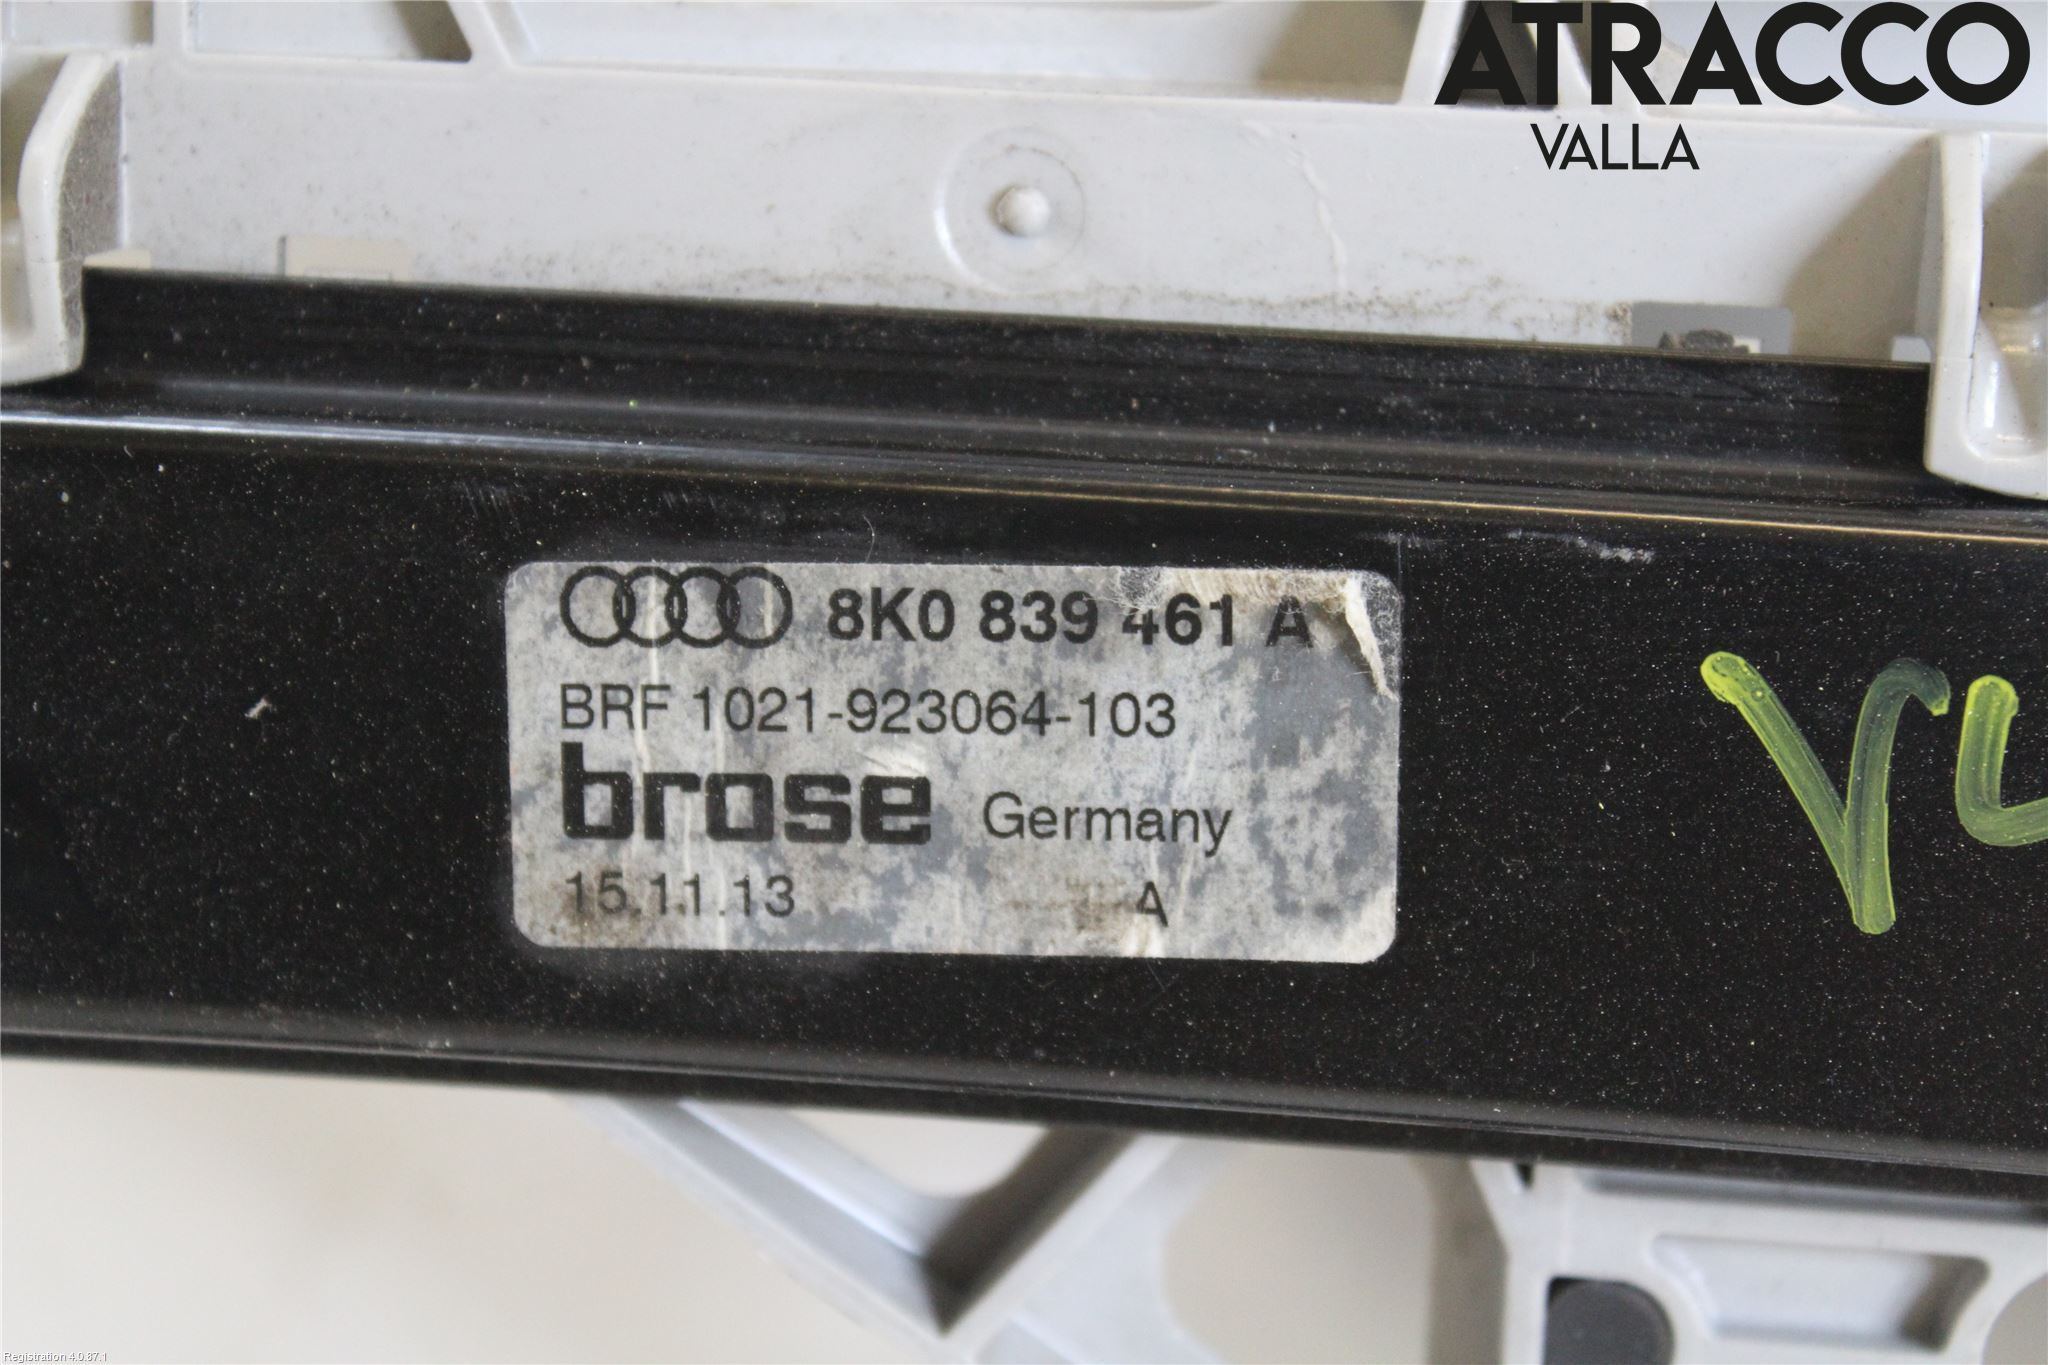 ATRACCO
VALLA
8K0 839 461 A
BRF 1021-923064-103
brose Germany
15.11.13 A
Registration 4.0.87.1